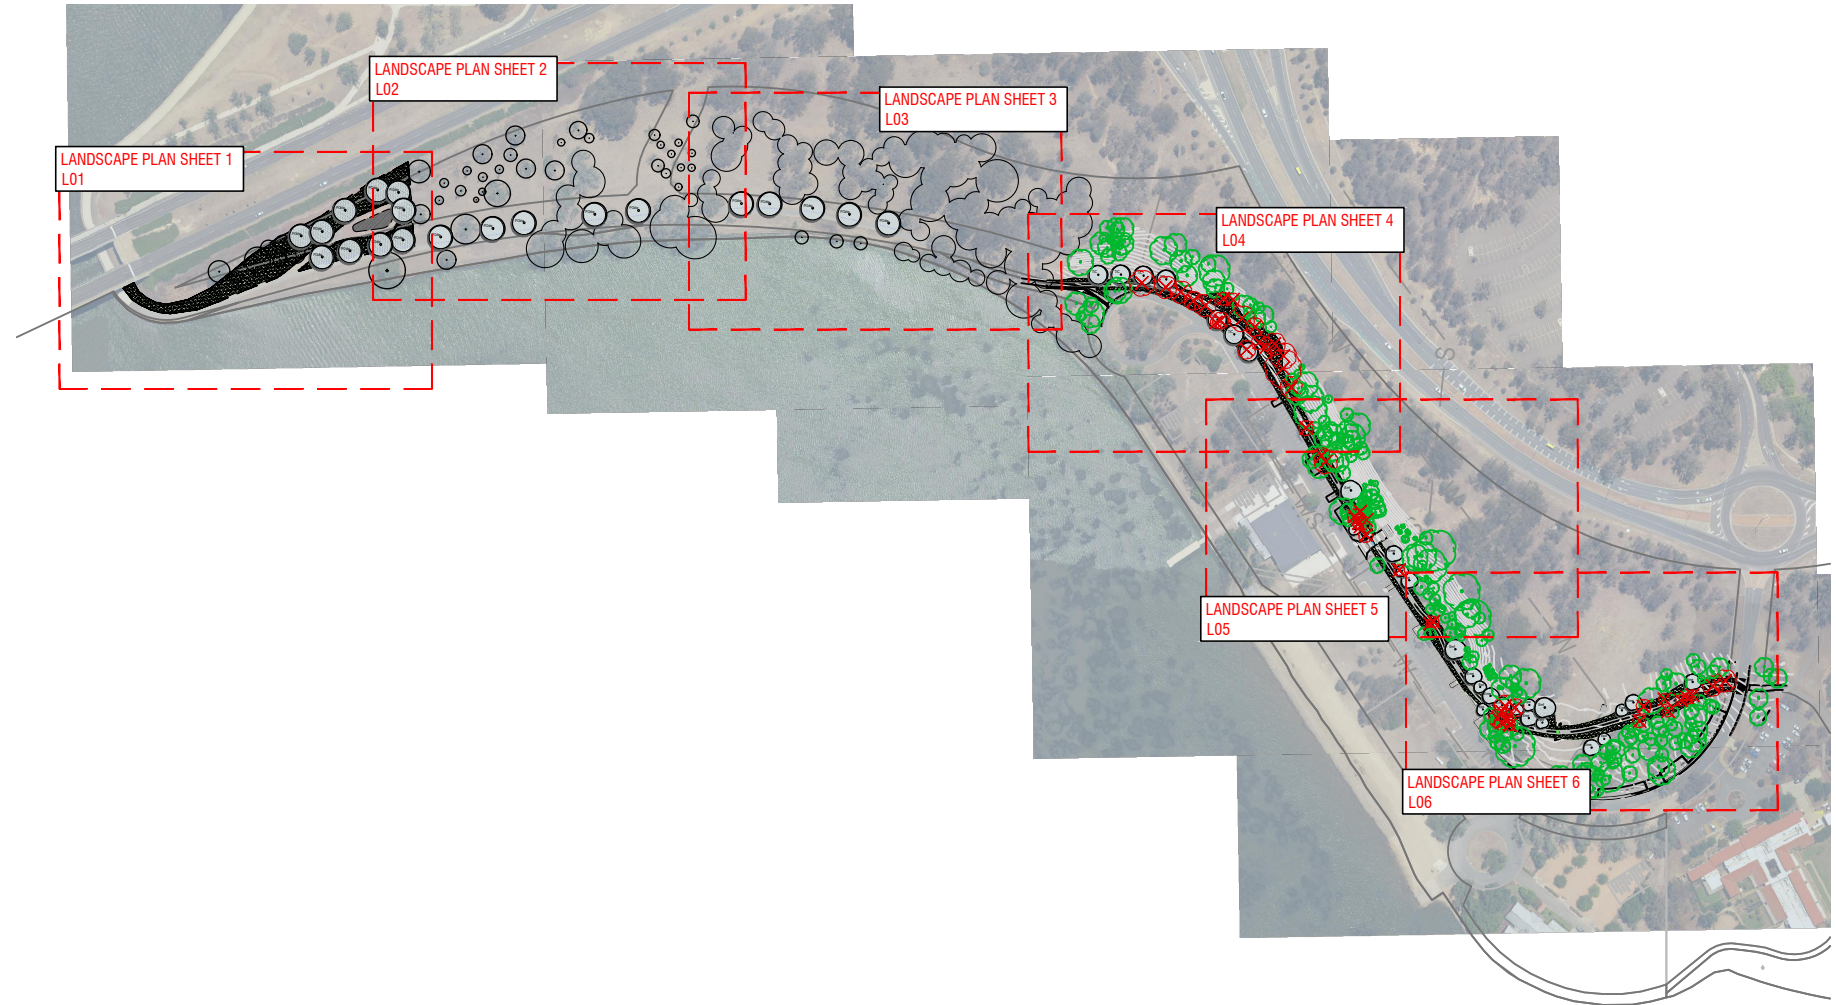 LANDSCAPE PLAN SHEET 1
L01
LANDSCAPE PLAN SHEET 2
L02
LANDSCAPE PLAN SHEET 3
L03
LANDSCAPE PLAN SHEET 4
L04
LANDSCAPE PLAN SHEET 5
L05
LANDSCAPE PLAN SHEET 6
L06